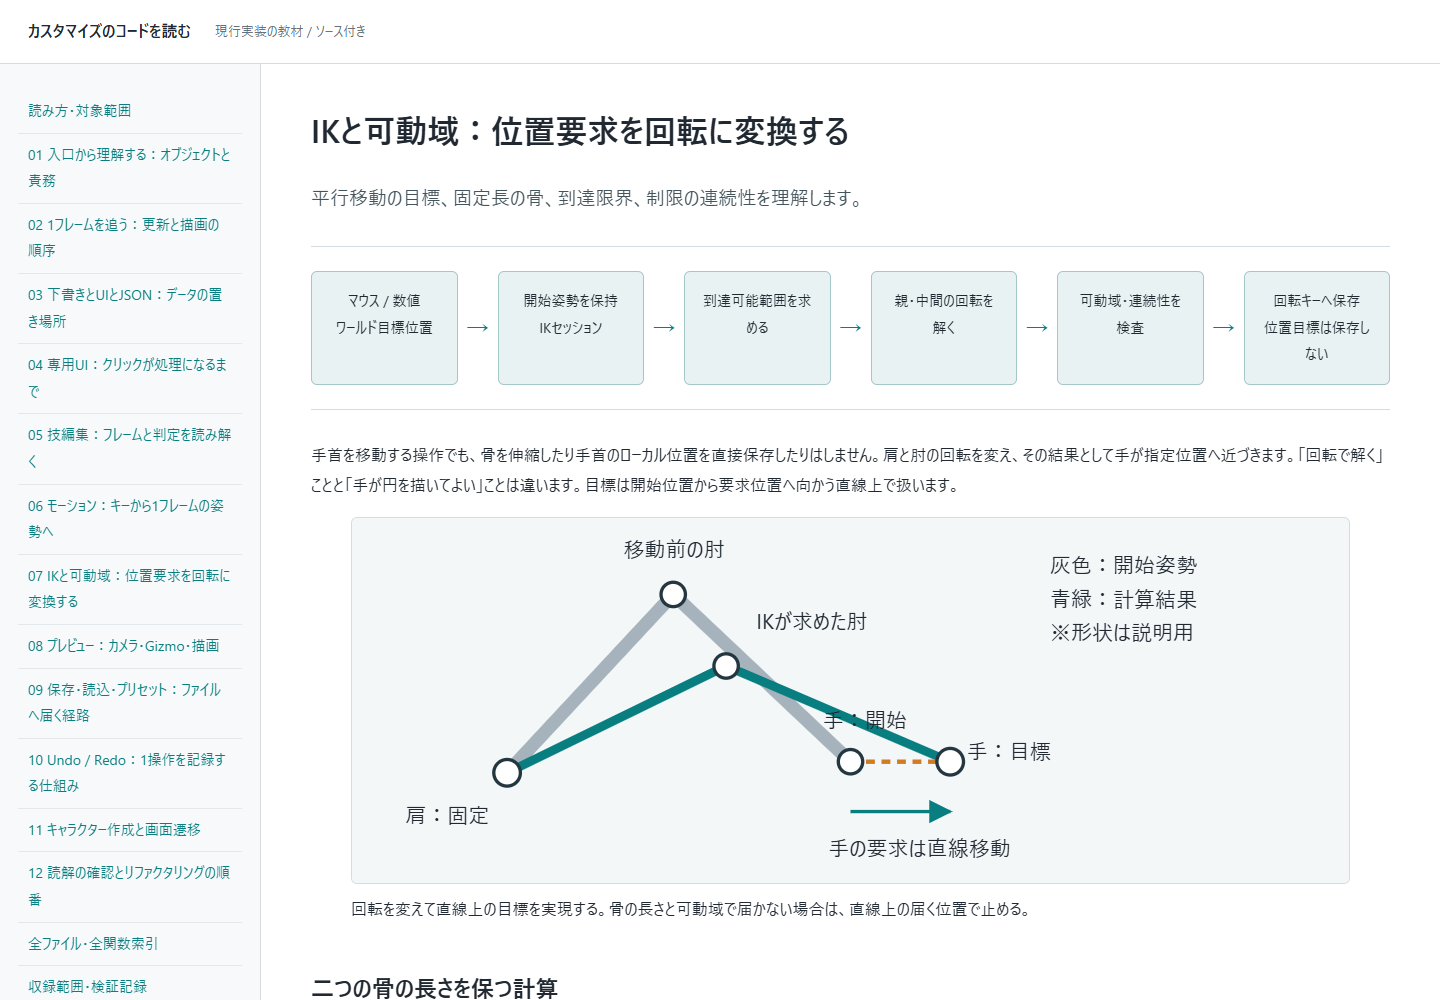 カスタマイズのコードを読む
現行実装の教材 / ソース付き
読み方・対象範囲
01 入口から理解する：オブジェクトと
責務
02 1フレームを追う：更新と描画の
順序
03 下書きとUIとJSON：データの置
き場所
04 専用UI：クリックが処理になるま
で
05 技編集：フレームと判定を読み解
く
06 モーション：キーから1フレームの姿
勢へ
07 IKと可動域：位置要求を回転に
変換する
08 プレビュー：カメラ・Gizmo・描画
09 保存・読込・プリセット：ファイル
へ届く経路
10 Undo / Redo：1操作を記録す
る仕組み
11 キャラクター作成と画面遷移
12 読解の確認とリファクタリングの順
番
全ファイル・全関数索引
収録範囲・検証記録
IKと可動域：位置要求を回転に変換する
平行移動の目標、固定長の骨、到達限界、制限の連続性を理解します。
マウス / 数値
ワールド目標位置
→
開始姿勢を保持
IKセッション
→
到達可能範囲を求
める
→
親・中間の回転を
解く
→
可動域・連続性を
検査
→
回転キーへ保存
位置目標は保存し
ない
手首を移動する操作でも、骨を伸縮したり手首のローカル位置を直接保存したりはしません。肩と肘の回転を変え、その結果として手が指定位置へ近づきます。「回転で解く」
ことと「手が円を描いてよい」ことは違います。目標は開始位置から要求位置へ向かう直線上で扱います。
移動前の肘
灰色：開始姿勢
青緑：計算結果
※形状は説明用
IKが求めた肘
手：開始
手：目標
肩：固定
手の要求は直線移動
回転を変えて直線上の目標を実現する。骨の長さと可動域で届かない場合は、直線上の届く位置で止める。
二つの骨の長さを保つ計算